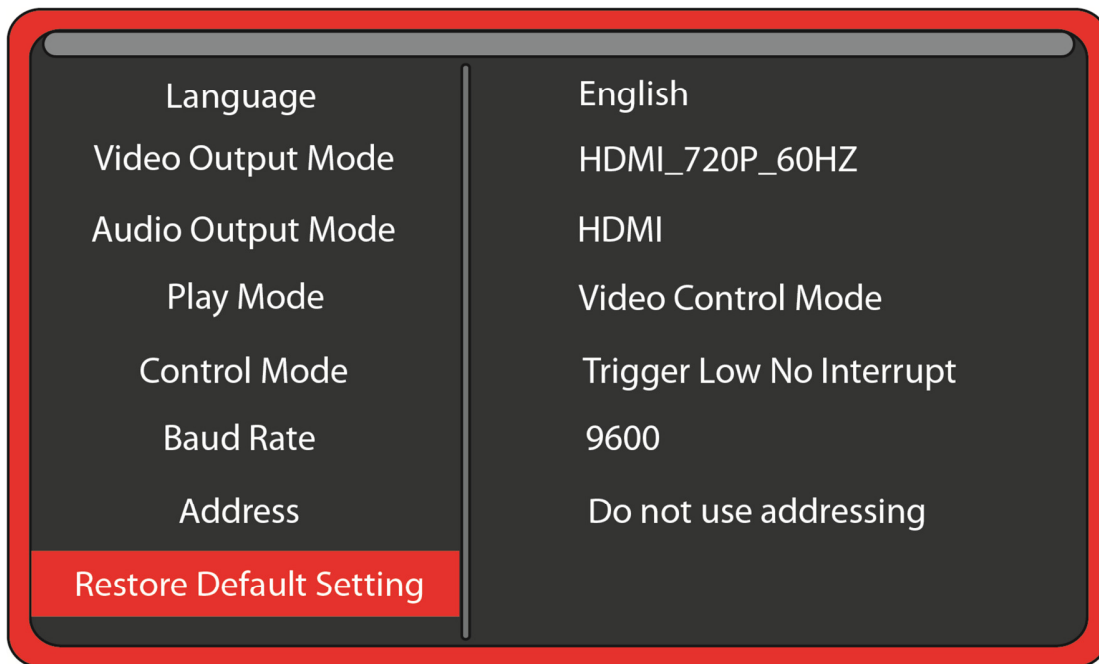 Language English
Video Output Mode HDMI_720P_60HZ
Audio Output Mode HDMI
Play Mode Video Control Mode
Control Mode Trigger Low No Interrupt
Baud Rate 9600
Address Do not use addressing
Restore Default Setting